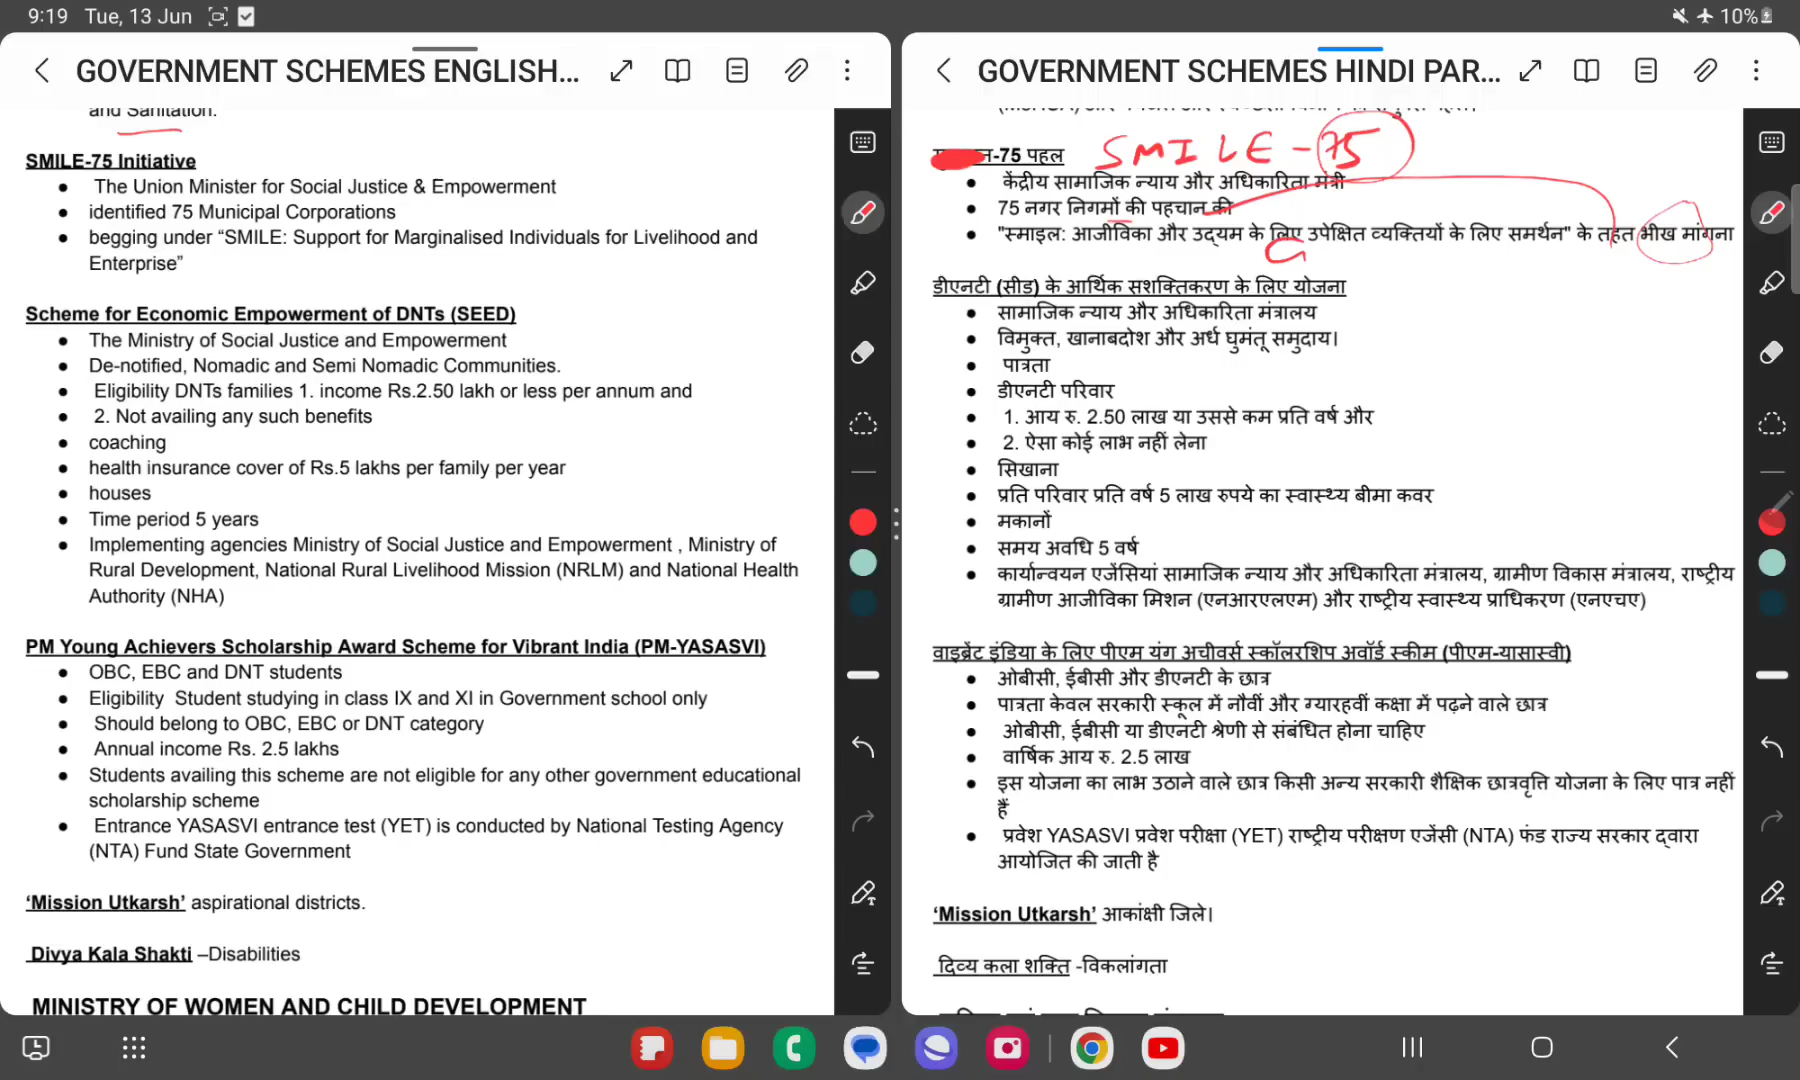 9:19 Tue, 13 Jun
10%
GOVERNMENT SCHEMES ENGLISH...
and Sanitation.
SMILE-75 Initiative
● The Union Minister for Social Justice & Empowerment
● identified 75 Municipal Corporations
● begging under “SMILE: Support for Marginalised Individuals for Livelihood and
Enterprise”
Scheme for Economic Empowerment of DNTs (SEED)
● The Ministry of Social Justice and Empowerment
● De-notified, Nomadic and Semi Nomadic Communities.
● Eligibility DNTs families 1. income Rs.2.50 lakh or less per annum and
● 2. Not availing any such benefits
● coaching
● health insurance cover of Rs.5 lakhs per family per year
● houses
● Time period 5 years
● Implementing agencies Ministry of Social Justice and Empowerment , Ministry of
Rural Development, National Rural Livelihood Mission (NRLM) and National Health
Authority (NHA)
PM Young Achievers Scholarship Award Scheme for Vibrant India (PM-YASASVI)
● OBC, EBC and DNT students
● Eligibility Student studying in class IX and XI in Government school only
● Should belong to OBC, EBC or DNT category
● Annual income Rs. 2.5 lakhs
● Students availing this scheme are not eligible for any other government educational
scholarship scheme
● Entrance YASASVI entrance test (YET) is conducted by National Testing Agency
(NTA) Fund State Government
‘Mission Utkarsh’ aspirational districts.
Divya Kala Shakti –Disabilities
MINISTRY OF WOMEN AND CHILD DEVELOPMENT
GOVERNMENT SCHEMES HINDI PAR...
न-75 पहल SMILE-75
● केंद्रीय सामाजिक न्याय और अधिकारिता मंत्री
● 75 नगर निगमों की पहचान की
● "स्माइल: आजीविका और उद्यम के लिए उपेक्षित व्यक्तियों के लिए समर्थन" के तहत भीख मांगना
डीएनटी (सीड) के आर्थिक सशक्तिकरण के लिए योजना
● सामाजिक न्याय और अधिकारिता मंत्रालय
● विमुक्त, खानाबदोश और अर्ध घुमंतू समुदाय।
● पात्रता
● डीएनटी परिवार
● 1. आय रु. 2.50 लाख या उससे कम प्रति वर्ष और
● 2. ऐसा कोई लाभ नहीं लेना
● सिखाना
● प्रति परिवार प्रति वर्ष 5 लाख रुपये का स्वास्थ्य बीमा कवर
● मकानों
● समय अवधि 5 वर्ष
● कार्यान्वयन एजेंसियां सामाजिक न्याय और अधिकारिता मंत्रालय, ग्रामीण विकास मंत्रालय, राष्ट्रीय
ग्रामीण आजीविका मिशन (एनआरएलएम) और राष्ट्रीय स्वास्थ्य प्राधिकरण (एनएचए)
वाइब्रेंट इंडिया के लिए पीएम यंग अचीवर्स स्कॉलरशिप अवॉर्ड स्कीम (पीएम-यासास्वी)
● ओबीसी, ईबीसी और डीएनटी के छात्र
● पात्रता केवल सरकारी स्कूल में नौवीं और ग्यारहवीं कक्षा में पढ़ने वाले छात्र
● ओबीसी, ईबीसी या डीएनटी श्रेणी से संबंधित होना चाहिए
● वार्षिक आय रु. 2.5 लाख
● इस योजना का लाभ उठाने वाले छात्र किसी अन्य सरकारी शैक्षिक छात्रवृत्ति योजना के लिए पात्र नहीं
हैं
● प्रवेश YASASVI प्रवेश परीक्षा (YET) राष्ट्रीय परीक्षण एजेंसी (NTA) फंड राज्य सरकार द्वारा
आयोजित की जाती है
‘Mission Utkarsh’ आकांक्षी जिले।
दिव्य कला शक्ति -विकलांगता